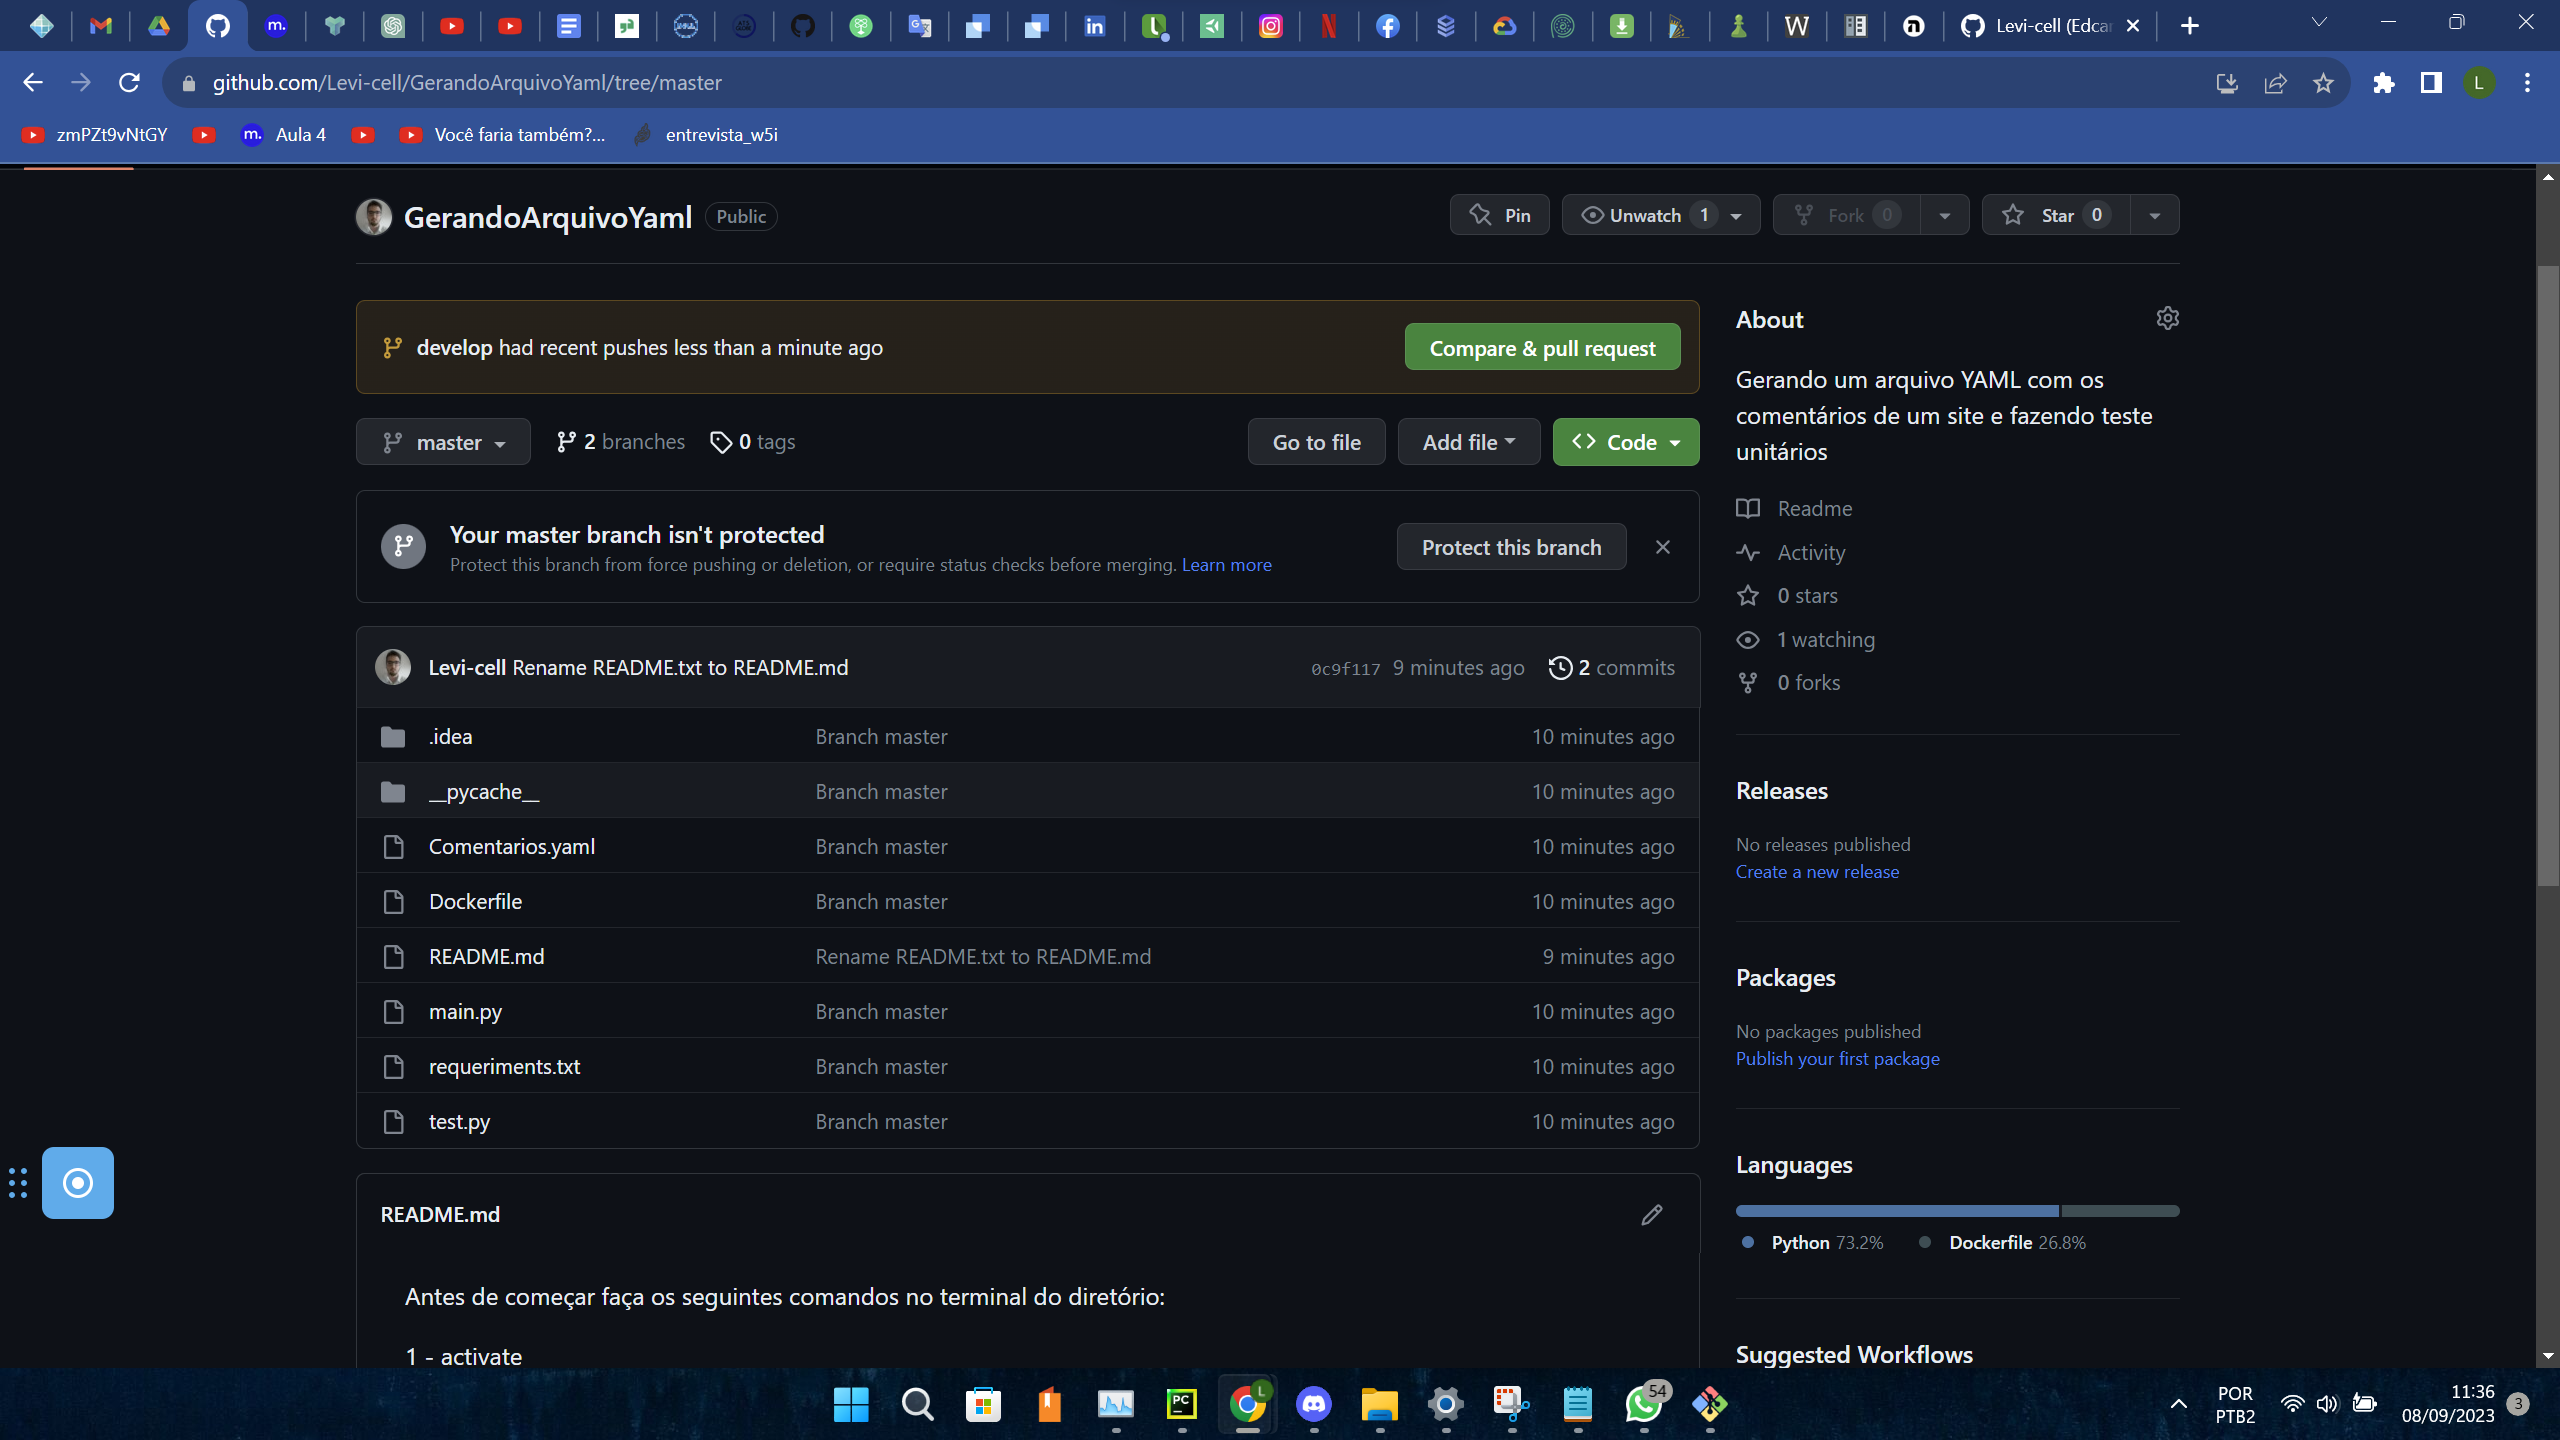 Levi-cell (Edca
github.com/Levi-cell/GerandoArquivoYaml/tree/master
L
zmPZt9vNtGY
m. Aula 4
Você faria também?...
entrevista_w5i
GerandoArquivoYaml Public
Pin
Unwatch 1
Fork 0
Star 0
develop had recent pushes less than a minute ago
Compare & pull request
master
2 branches
0 tags
Go to file
Add file
Code
Your master branch isn't protected
Protect this branch from force pushing or deletion, or require status checks before merging. Learn more
Protect this branch
Levi-cell Rename README.txt to README.md
0c9f117 9 minutes ago
2 commits
.idea Branch master 10 minutes ago
__pycache__ Branch master 10 minutes ago
Comentarios.yaml Branch master 10 minutes ago
Dockerfile Branch master 10 minutes ago
README.md Rename README.txt to README.md 9 minutes ago
main.py Branch master 10 minutes ago
requeriments.txt Branch master 10 minutes ago
test.py Branch master 10 minutes ago
README.md
Antes de começar faça os seguintes comandos no terminal do diretório:
1 - activate
About
Gerando um arquivo YAML com os
comentários de um site e fazendo teste
unitários
Readme
Activity
0 stars
1 watching
0 forks
Releases
No releases published
Create a new release
Packages
No packages published
Publish your first package
Languages
Python 73.2%
Dockerfile 26.8%
Suggested Workflows
PC
L
54
POR
PTB2
11:36
08/09/2023
3